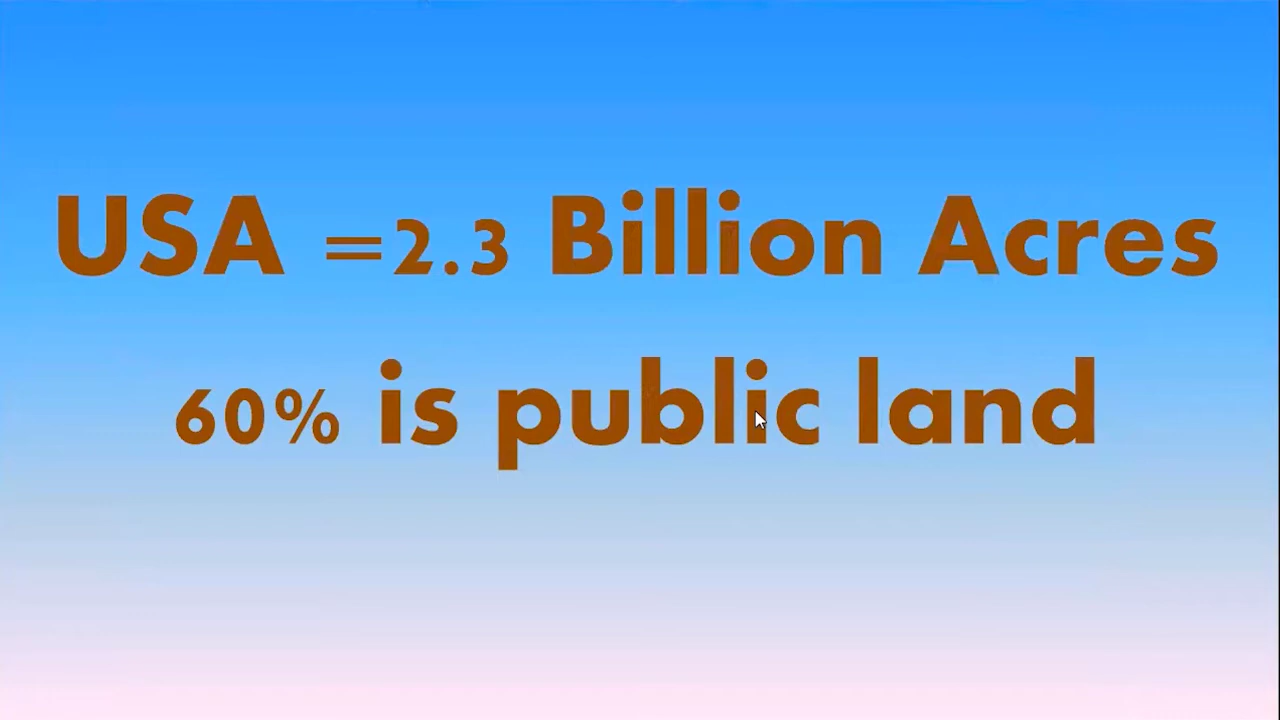 USA =2.3 Billion Acres
60% is public land